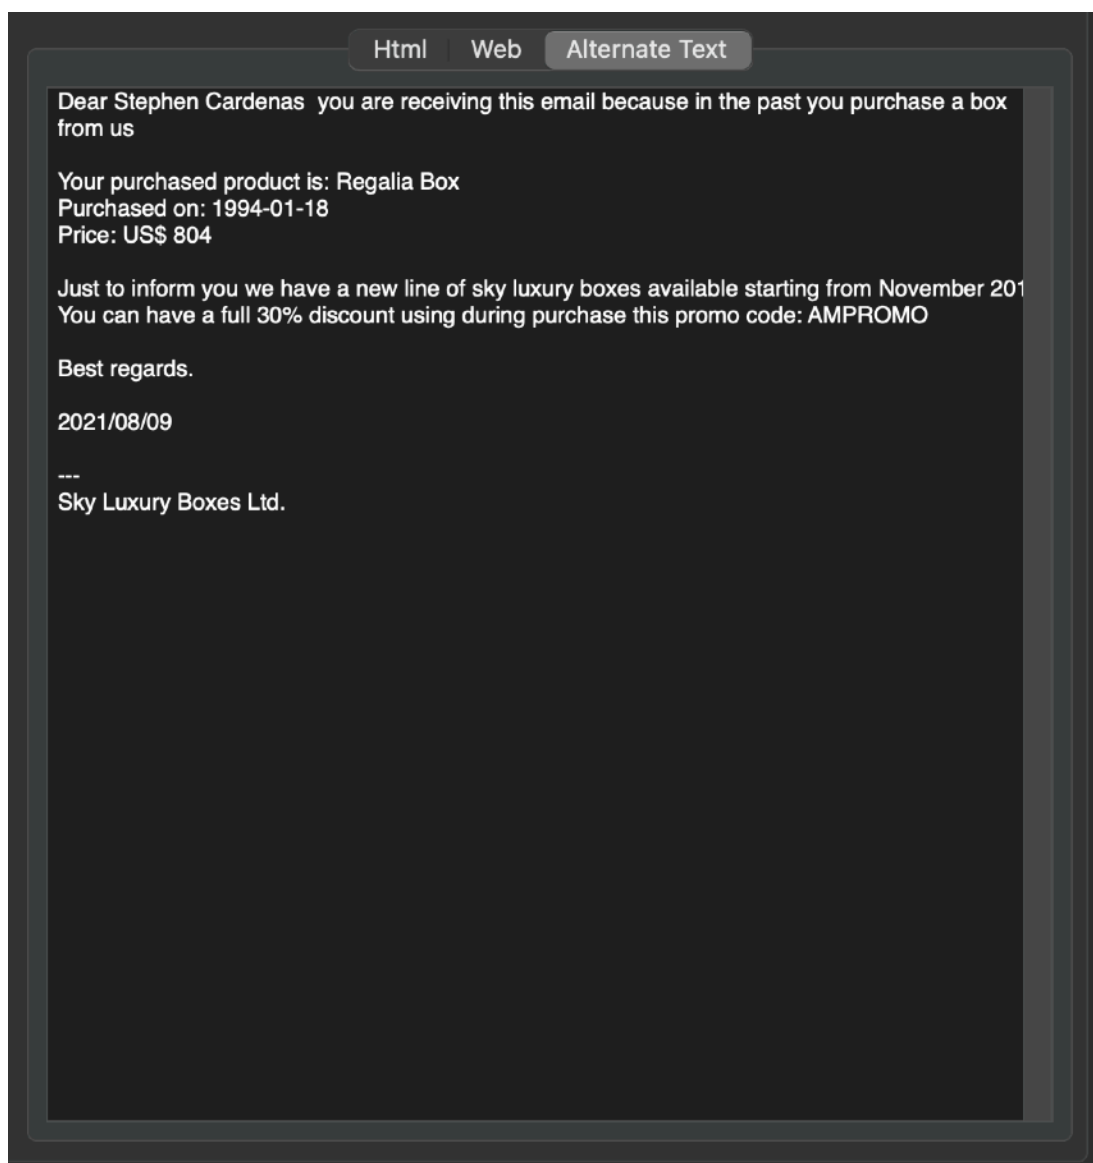 Html Web Alternate Text
Dear Stephen Cardenas  you are receiving this email because in the past you purchase a box
from us
Your purchased product is: Regalia Box
Purchased on: 1994-01-18
Price: US$ 804
Just to inform you we have a new line of sky luxury boxes available starting from November
You can have a full 30% discount using during purchase this promo code: AMPROMO
Best regards.
2021/08/09
---
Sky Luxury Boxes Ltd.